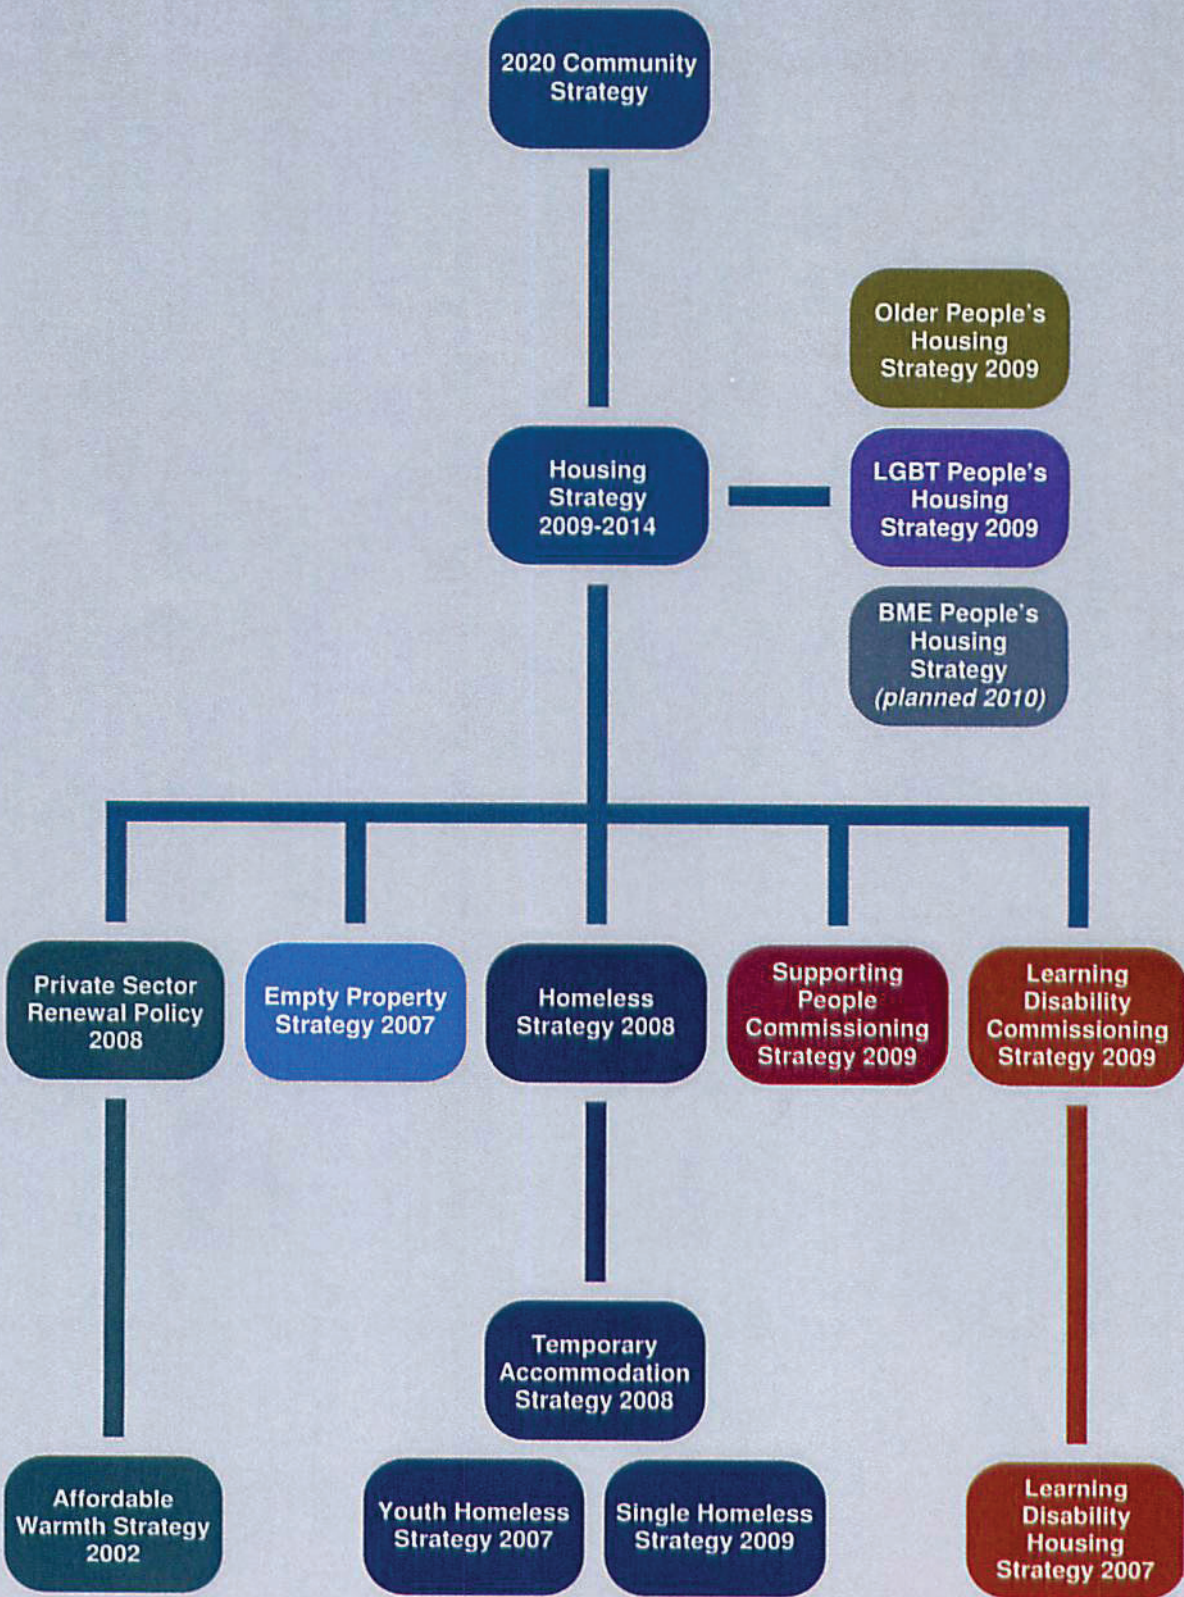 2020 Community
Strategy
Older People's
Housing
Strategy 2009
Housing
Strategy
2009-2014
LGBT People's
Housing
Strategy 2009
BME People's
Housing
Strategy
(planned 2010)
Private Sector
Renewal Policy
2008
Empty Property
Strategy 2007
Homeless
Strategy 2008
Supporting
People
Commissioning
Strategy 2009
Learning
Disability
Commissioning
Strategy 2009
Temporary
Accommodation
Strategy 2008
Affordable
Warmth Strategy
2002
Youth Homeless
Strategy 2007
Single Homeless
Strategy 2009
Learning
Disability
Housing
Strategy 2007